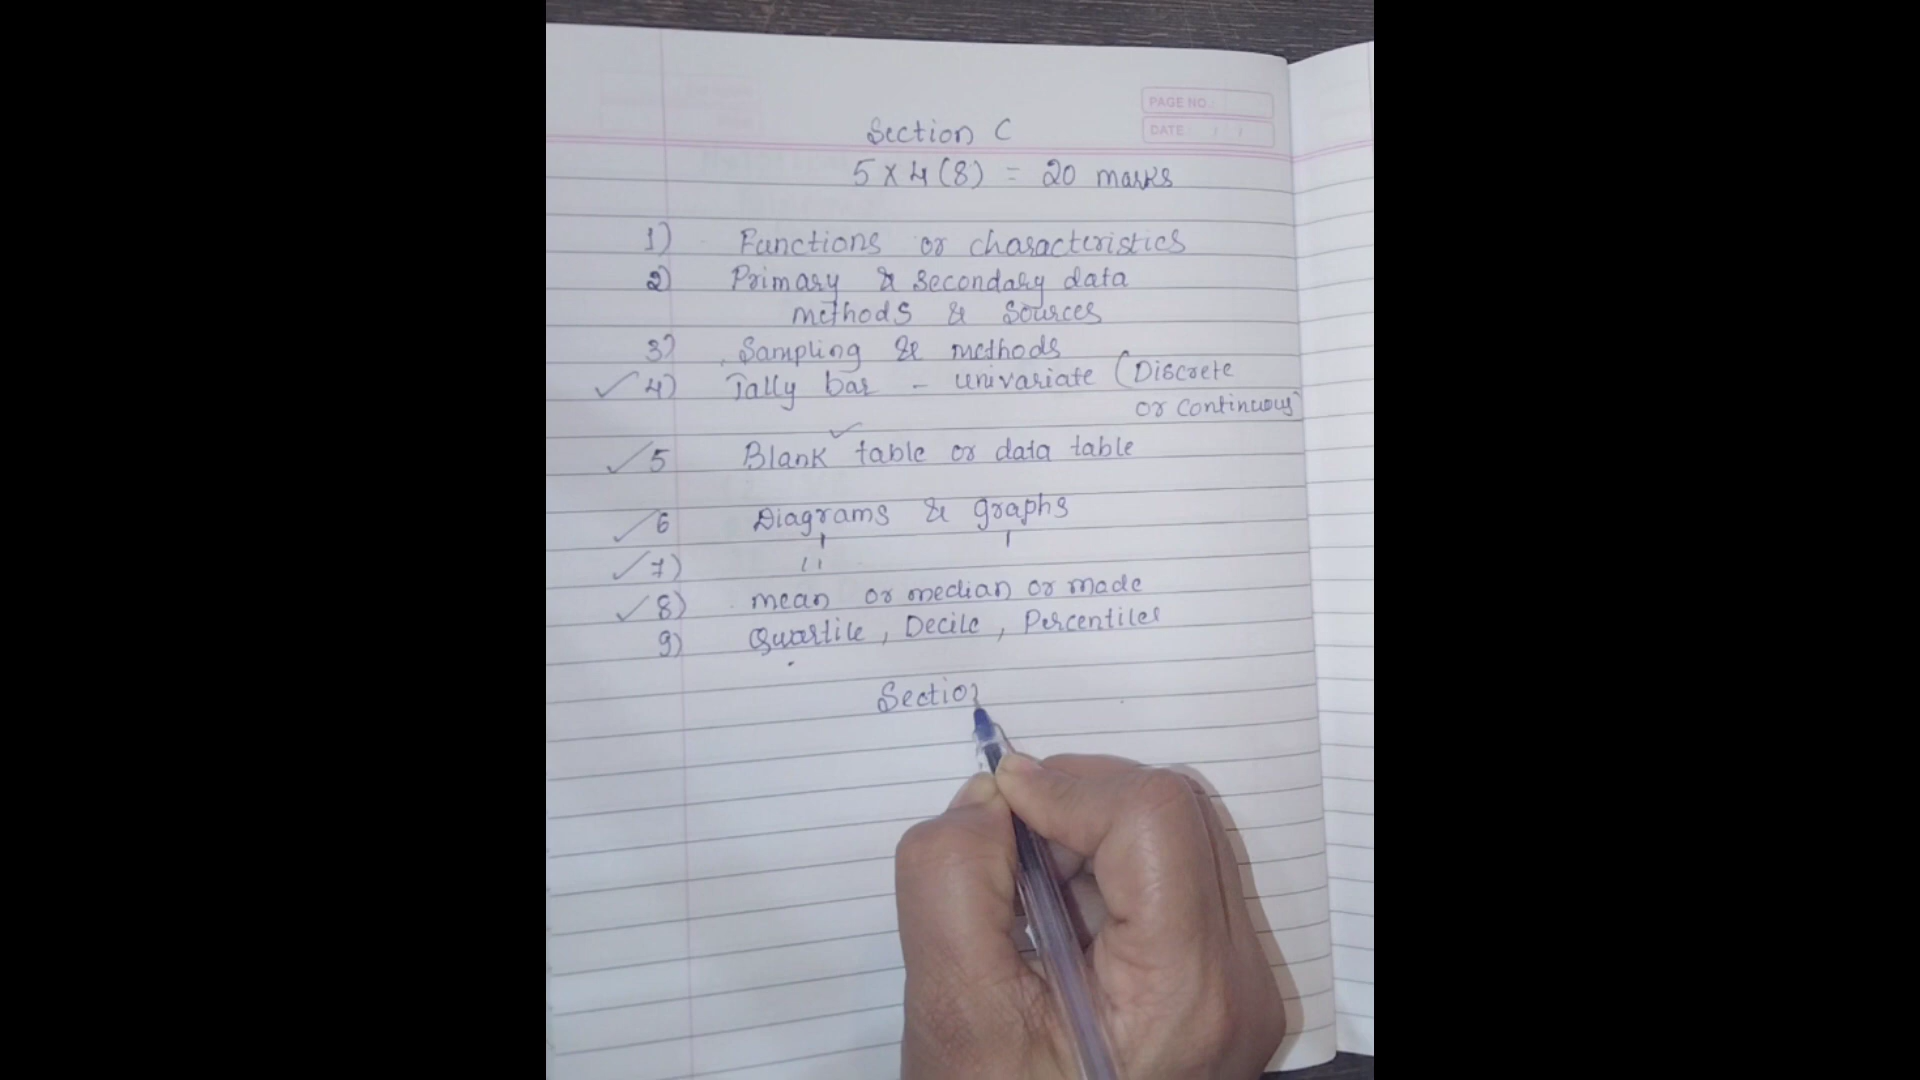 PAGE NO
DATE / /
Section C
5 x 4 (8) = 20 marks
1) Functions or characteristics
2) Primary & Secondary data
methods & Sources
3) Sampling & methods
✓ 4) Tally bar - univariate (Discrete
or continuous)
✓ 5 Blank table or data table
✓ 6 Diagrams & graphs
✓ 7) 11
✓ 8) mean or median or made
9) Quartile, Decile, Percentiles
Section